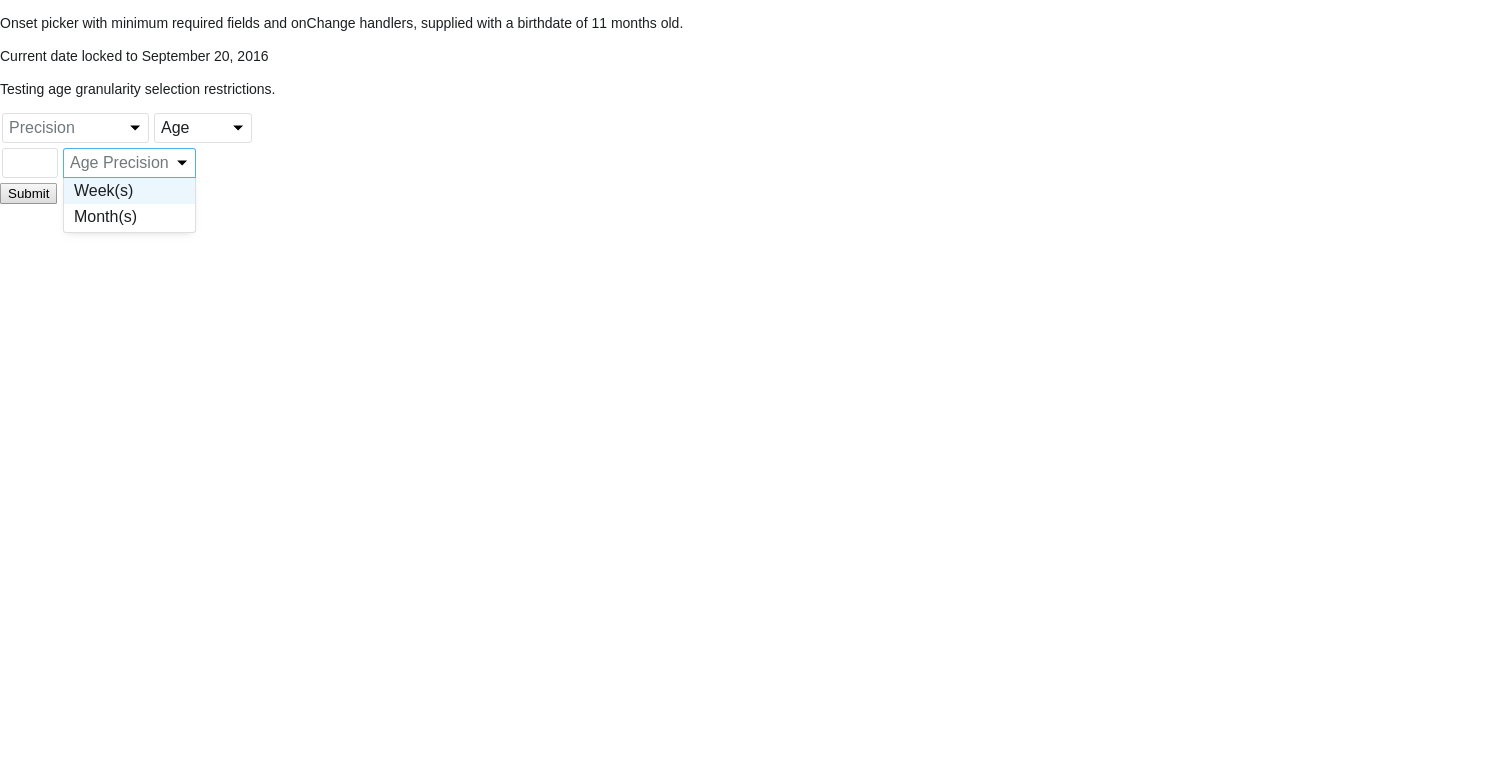 Onset picker with minimum required fields and onChange handlers, supplied with a birthdate of 11 months old.
Current date locked to September 20, 2016
Testing age granularity selection restrictions.
Precision Age
Age Precision
Submit Week(s)
Month(s)